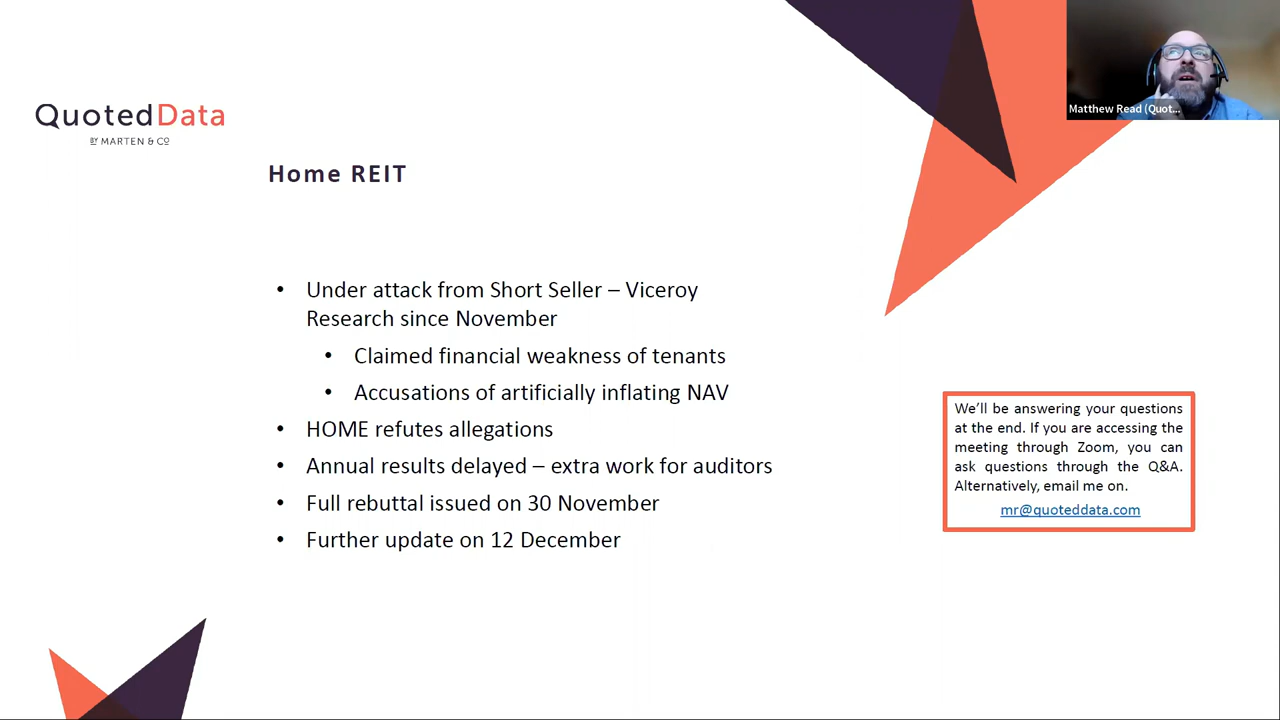 QuotedData
BY MARTEN & CO
Matthew Read (Quot...
Home REIT
• Under attack from Short Seller – Viceroy
Research since November
• Claimed financial weakness of tenants
• Accusations of artificially inflating NAV
• HOME refutes allegations
• Annual results delayed – extra work for auditors
• Full rebuttal issued on 30 November
• Further update on 12 December
We'll be answering your questions
at the end. If you are accessing the
meeting through Zoom, you can
ask questions through the Q&A.
Alternatively, email me on.
mr@quoteddata.com